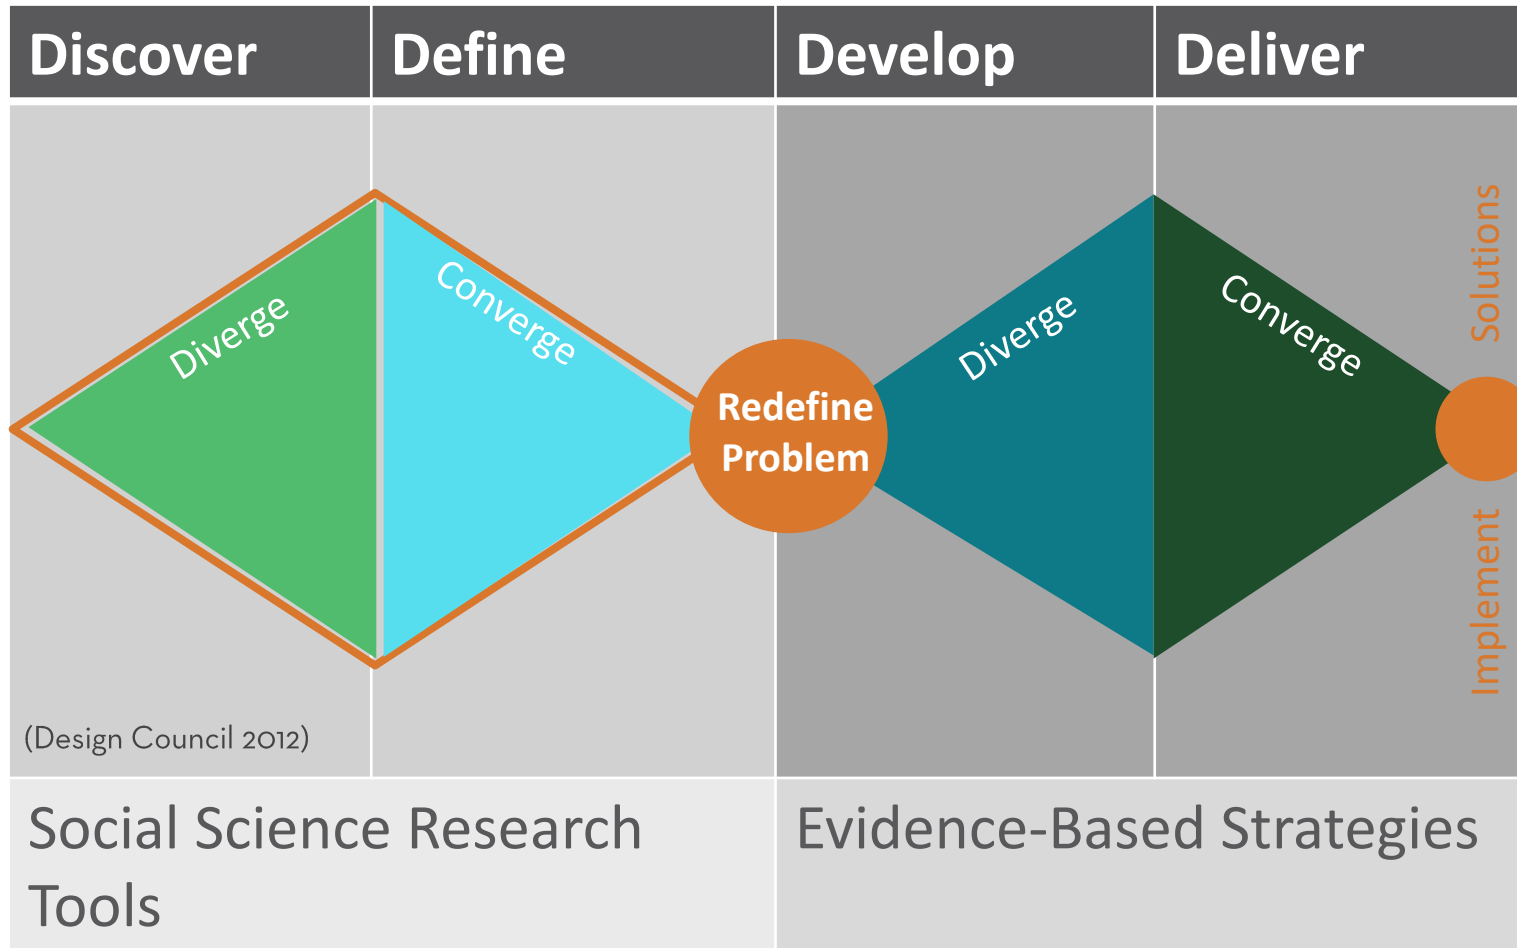 Discover
Define
Develop
Deliver
Diverge
Converge
Redefine
Problem
Diverge
Converge
Implement Solutions
(Design Council 2012)
Social Science Research
Tools
Evidence-Based Strategies